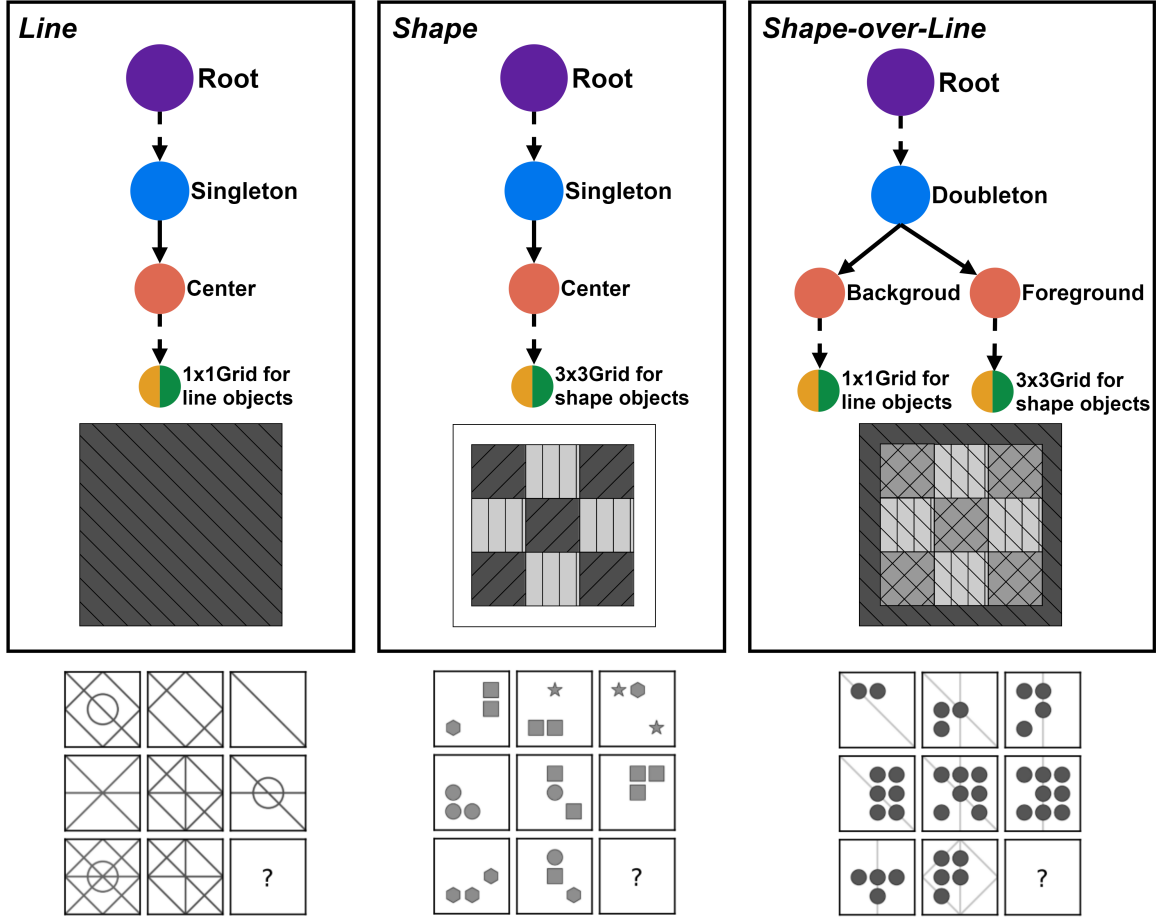 Line
Root
Singleton
Center
1x1Grid for
line objects
?
Shape
Root
Singleton
Center
3x3Grid for
shape objects
?
Shape-over-Line
Root
Doubleton
Backgroud
Foreground
1x1Grid for
line objects
3x3Grid for
shape objects
?